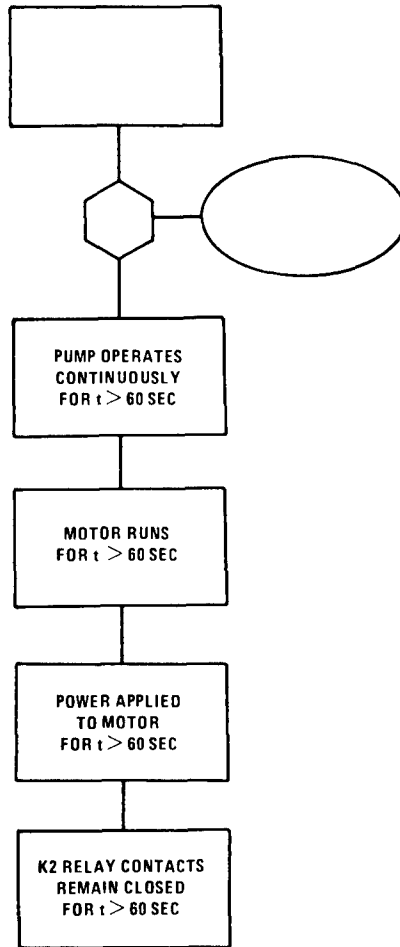 PUMP OPERATES
CONTINUOUSLY
FOR t > 60 SEC
MOTOR RUNS
FOR t > 60 SEC
POWER APPLIED
TO MOTOR
FOR t > 60 SEC
K2 RELAY CONTACTS
REMAIN CLOSED
FOR t > 60 SEC